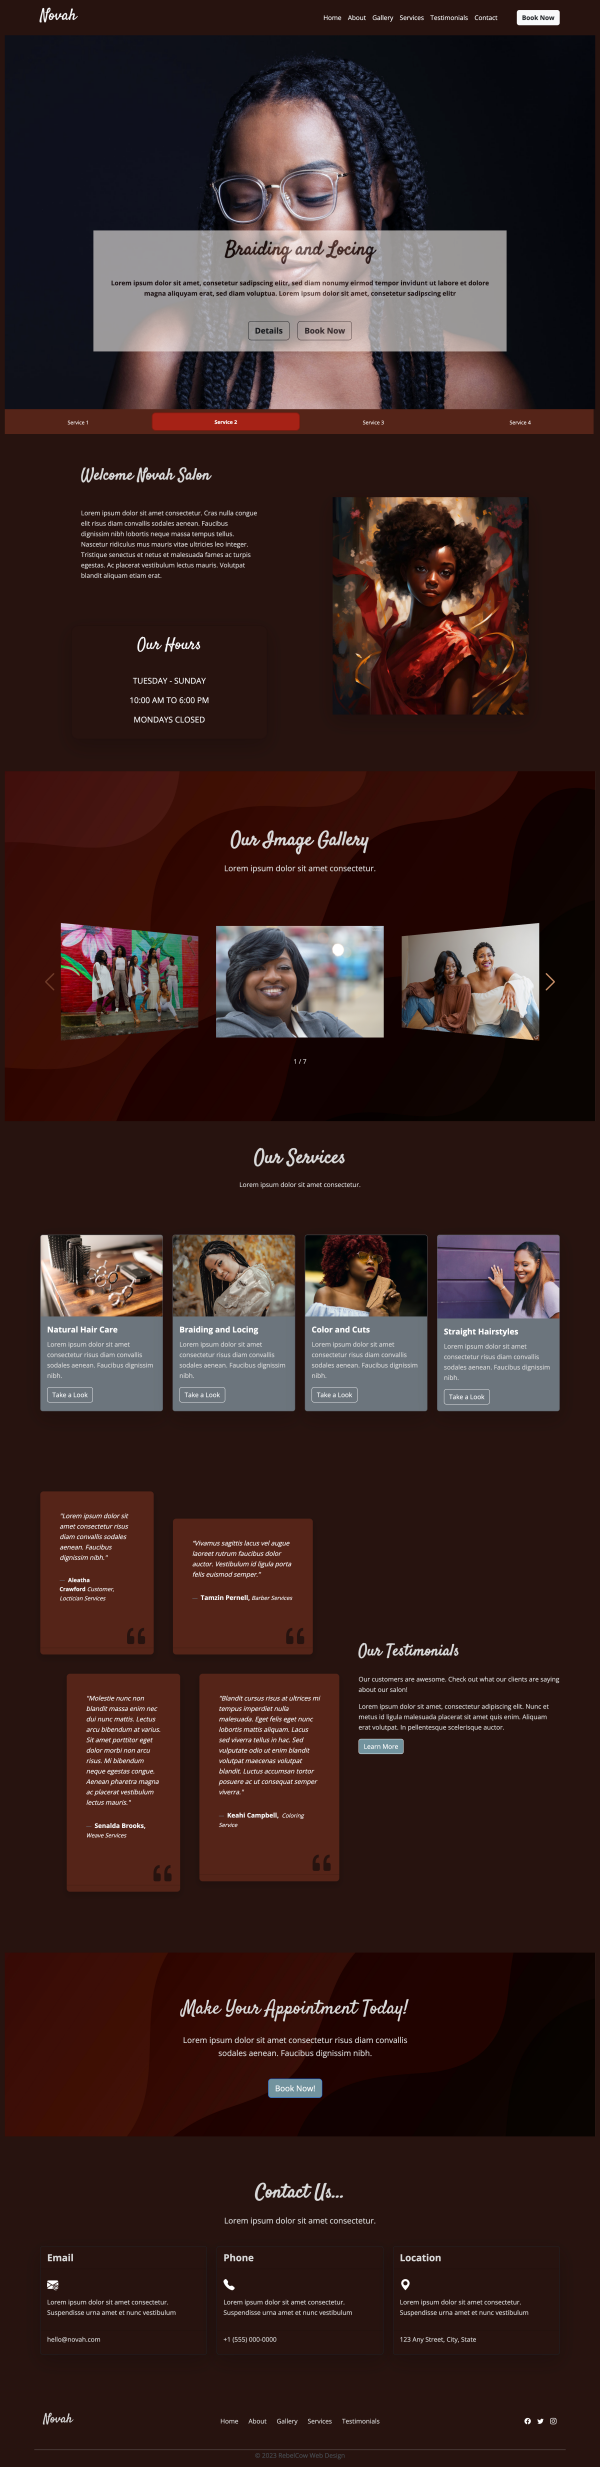 Novah
Home About Gallery Services Testimonials Contact Book Now
Braiding and Locing
Lorem ipsum dolor sit amet, consetetur sadipscing elitr, sed diam nonumy eirmod tempor invidunt ut labore et dolore
magna aliquyam erat, sed diam voluptua. Lorem ipsum dolor sit amet, consetetur sadipscing elitr
Details Book Now
Service 1 Service 2 Service 3 Service 4
Welcome Novah Salon
Lorem ipsum dolor sit amet consectetur. Cras nulla congue
elit risus diam convallis sodales aenean. Faucibus
dignissim nibh lobortis neque massa tempus tellus.
Nascetur ridiculus mus mauris vitae ultricies leo integer.
Tristique senectus et netus et malesuada fames ac turpis
egestas. Ac placerat vestibulum lectus mauris. Volutpat
blandit aliquam etiam erat.
Our Hours
TUESDAY - SUNDAY
10:00 AM TO 6:00 PM
MONDAYS CLOSED
Our Image Gallery
Lorem ipsum dolor sit amet consectetur.
1 / 7
Our Services
Lorem ipsum dolor sit amet consectetur.
Natural Hair Care
Lorem ipsum dolor sit amet
consectetur risus diam convallis
sodales aenean. Faucibus dignissim
nibh.
Take a Look
Braiding and Locing
Lorem ipsum dolor sit amet
consectetur risus diam convallis
sodales aenean. Faucibus dignissim
nibh.
Take a Look
Color and Cuts
Lorem ipsum dolor sit amet
consectetur risus diam convallis
sodales aenean. Faucibus dignissim
nibh.
Take a Look
Straight Hairstyles
Lorem ipsum dolor sit amet
consectetur risus diam convallis
sodales aenean. Faucibus dignissim
nibh.
Take a Look
"Lorem ipsum dolor sit
amet consectetur risus
diam convallis sodales
aenean. Faucibus
dignissim nibh."
— Aleatha
Crawford Customer,
Loctician Services
"Vivamus sagittis lacus vel augue
laoreet rutrum faucibus dolor
auctor. Vestibulum id ligula porta
felis euismod semper."
— Tamzin Pernell, Barber Services
"Molestie nunc non
blandit massa enim nec
dui nunc mattis. Lectus
arcu bibendum at varius.
Sit amet porttitor eget
dolor morbi non arcu
risus. Mi bibendum
neque egestas congue.
Aenean pharetra magna
ac placerat vestibulum
lectus mauris."
— Senalda Brooks,
Weave Services
"Blandit cursus risus at ultrices mi
tempus imperdiet nulla
malesuada. Eget felis eget nunc
lobortis mattis aliquam. Lacus
sed viverra tellus in hac. Sed
vulputate odio ut enim blandit
volutpat maecenas volutpat
blandit. Luctus accumsan tortor
posuere ac ut consequat semper
viverra."
— Keahi Campbell, Coloring
Service
Our Testimonials
Our customers are awesome. Check out what our clients are saying
about our salon!
Lorem ipsum dolor sit amet, consectetur adipiscing elit. Nunc et
metus id ligula malesuada placerat sit amet quis enim. Aliquam
erat volutpat. In pellentesque scelerisque auctor.
Learn More
Make Your Appointment Today!
Lorem ipsum dolor sit amet consectetur risus diam convallis
sodales aenean. Faucibus dignissim nibh.
Book Now!
Contact Us...
Lorem ipsum dolor sit amet consectetur.
Email
Lorem ipsum dolor sit amet consectetur.
Suspendisse urna amet et nunc vestibulum
hello@novah.com
Phone
Lorem ipsum dolor sit amet consectetur.
Suspendisse urna amet et nunc vestibulum
+1 (555) 000-0000
Location
Lorem ipsum dolor sit amet consectetur.
Suspendisse urna amet et nunc vestibulum
123 Any Street, City, State
Novah
Home About Gallery Services Testimonials
© 2023 RebelCow Web Design